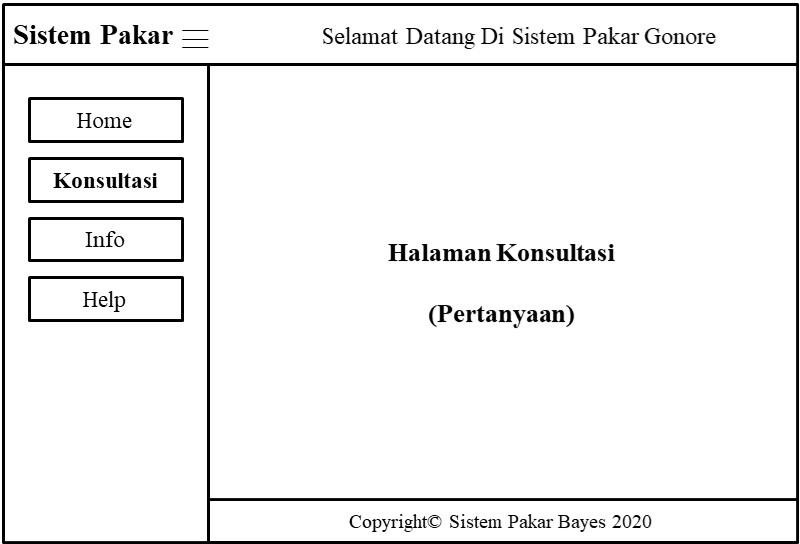 Sistem Pakar
Selamat Datang Di Sistem Pakar Gonore
Home
Konsultasi
Info
Help
Halaman Konsultasi
(Pertanyaan)
Copyright© Sistem Pakar Bayes 2020